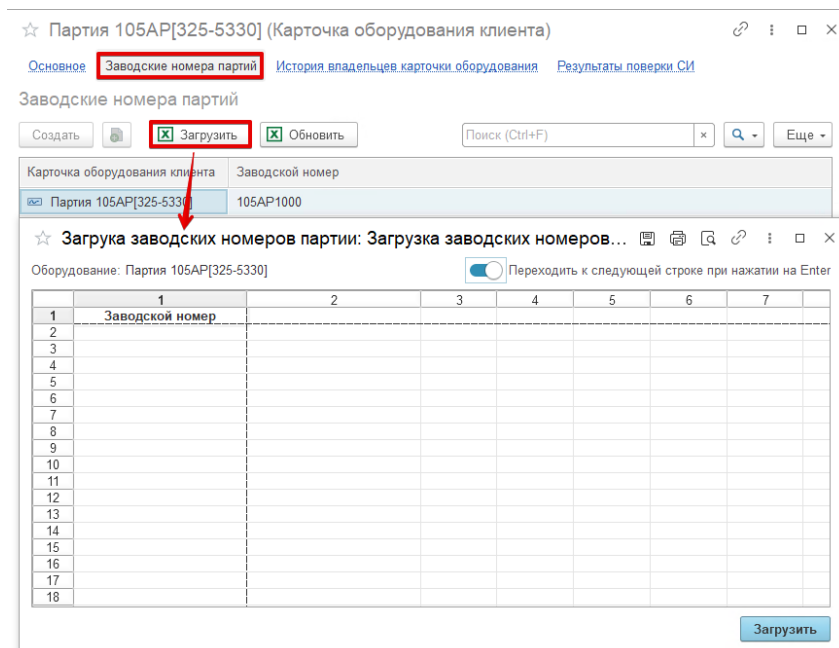 Партия 105АР[325-5330] (Карточка оборудования клиента)
Основное Заводские номера партий История владельцев карточки оборудования Результаты поверки СИ
Заводские номера партий
Создать Загрузить Обновить Поиск (Ctrl+F) × Еще
Карточка оборудования клиента Заводской номер
Партия 105АР[325-5330] 105АР1000
Загрука заводских номеров партии: Загрузка заводских номеров...
Оборудование: Партия 105АР[325-5330] Переходить к следующей строке при нажатии на Enter
1 2 3 4 5 6 7
1 Заводской номер
2
3
4
5
6
7
8
9
10
11
12
13
14
15
16
17
18
Загрузить